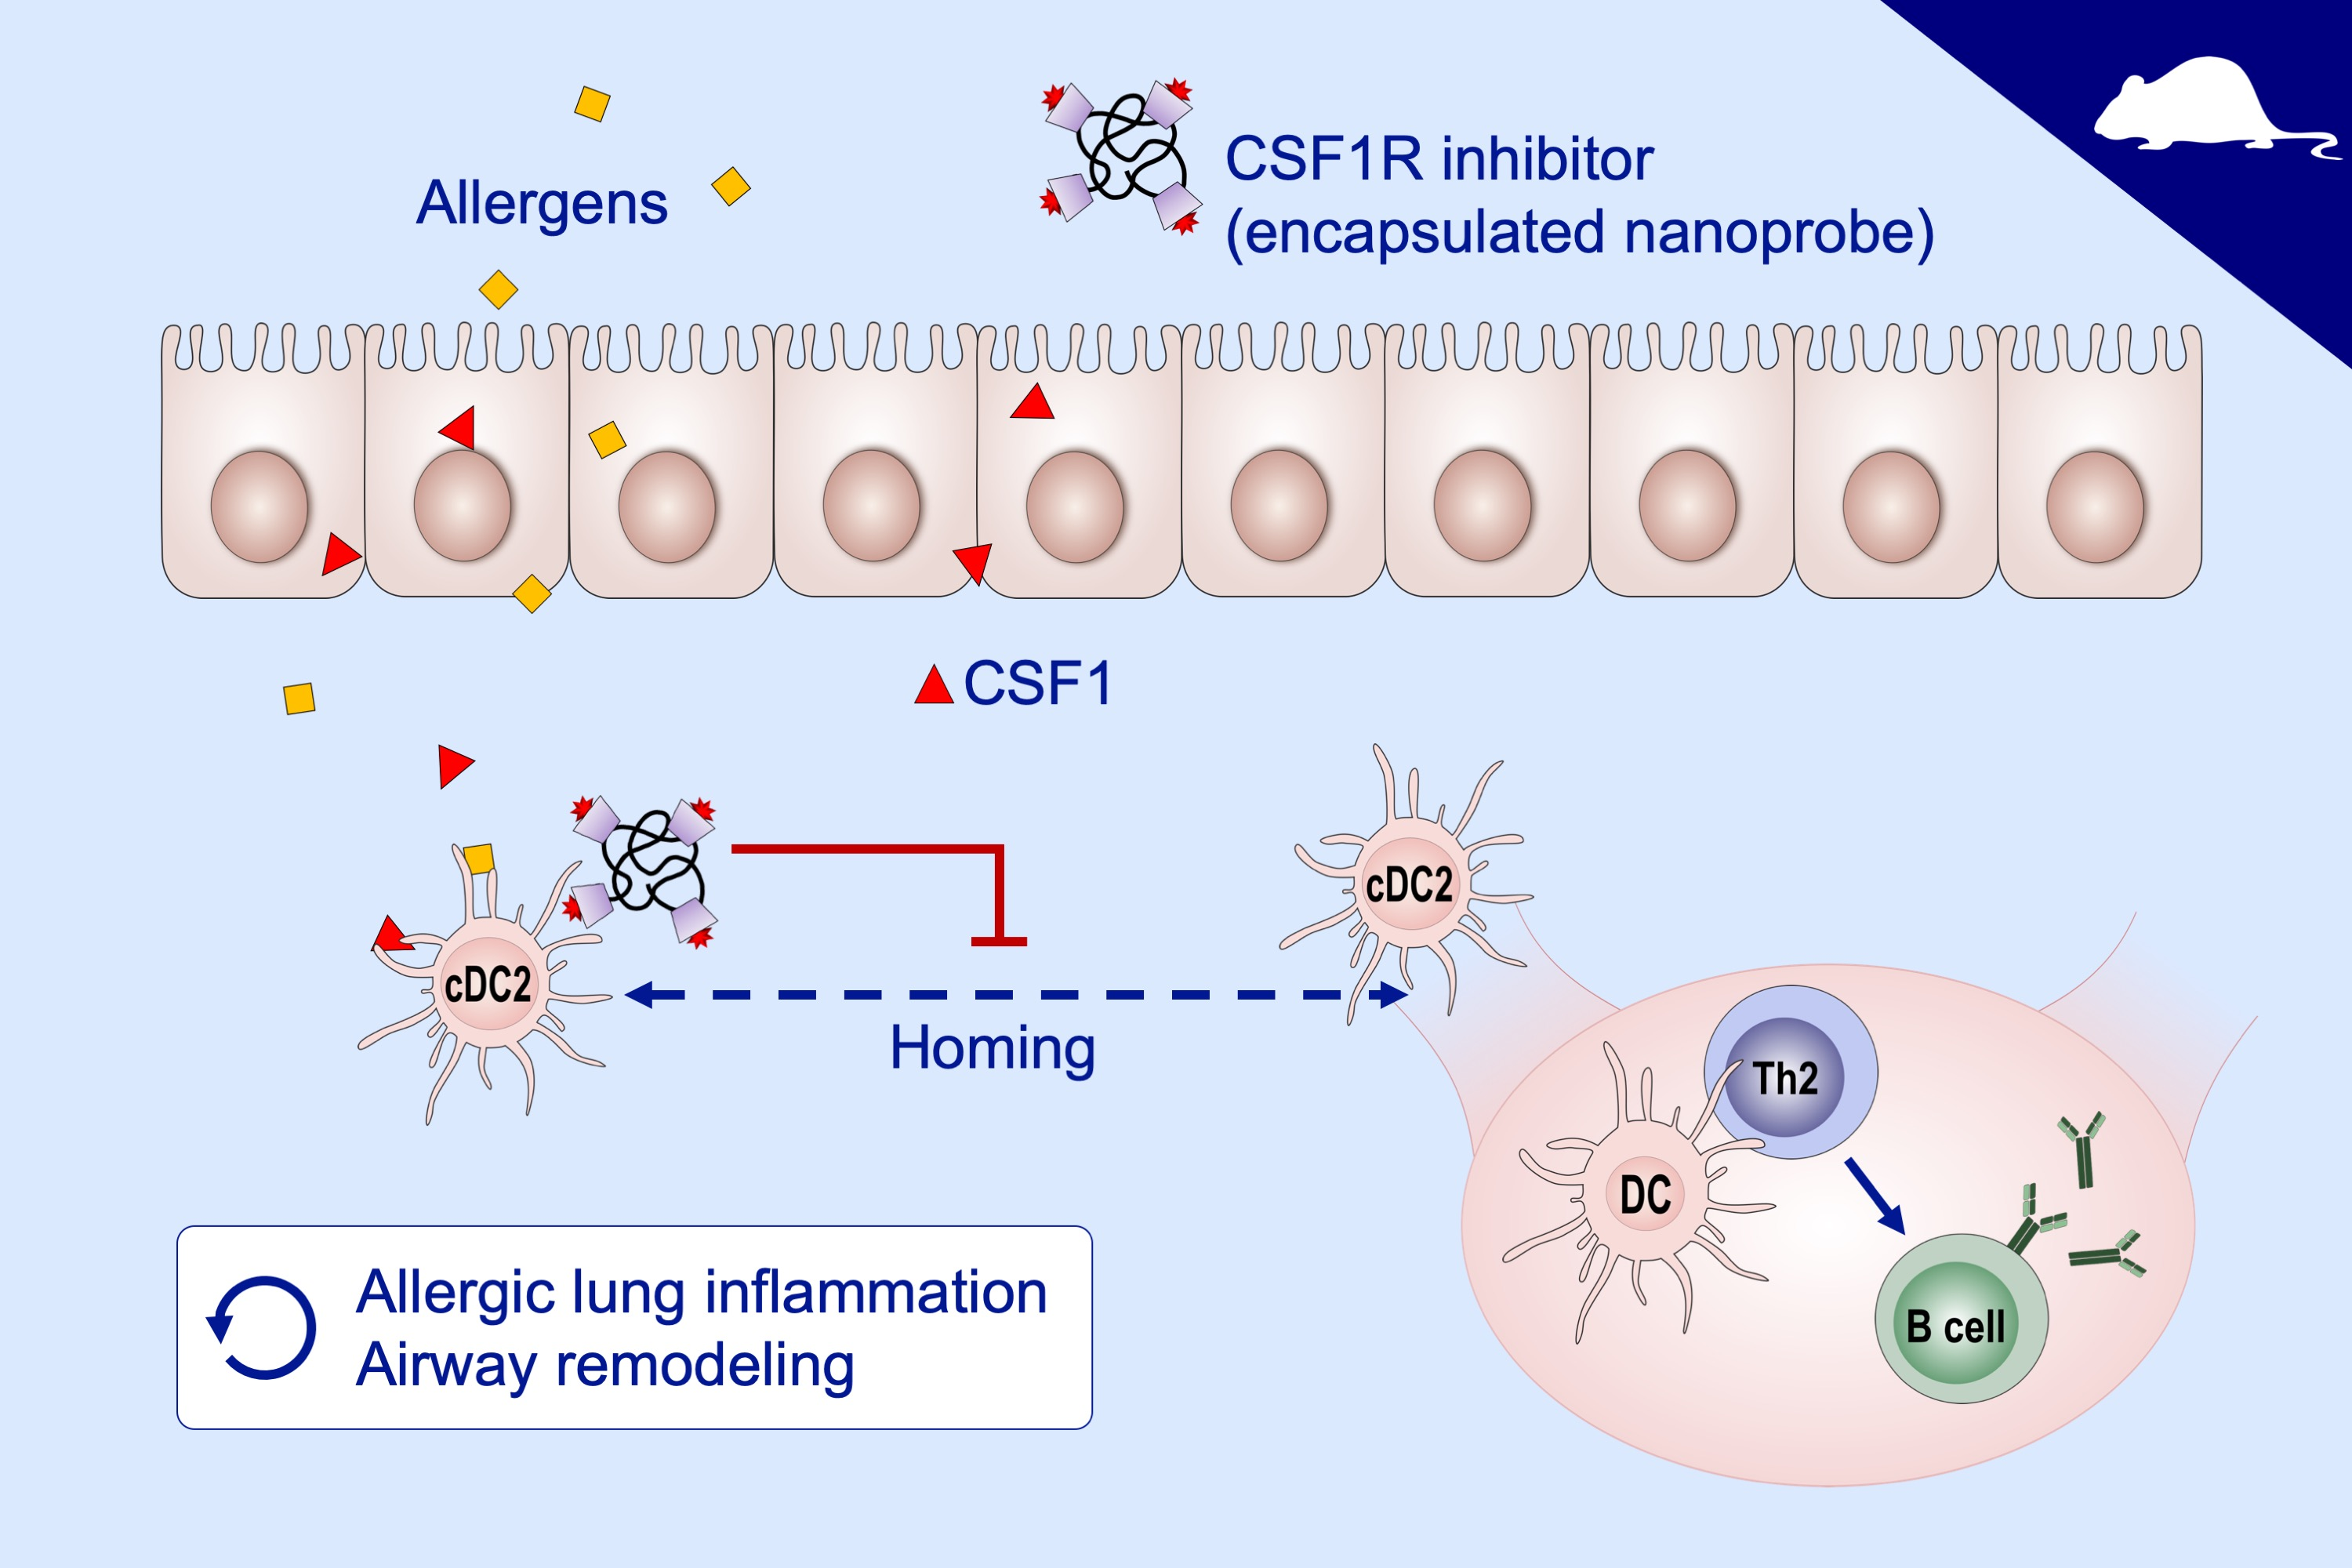 Allergens
CSF1R inhibitor
(encapsulated nanoprobe)
CSF1
cDC2
cDC2
Homing
Th2
DC
B cell
Allergic lung inflammation
Airway remodeling